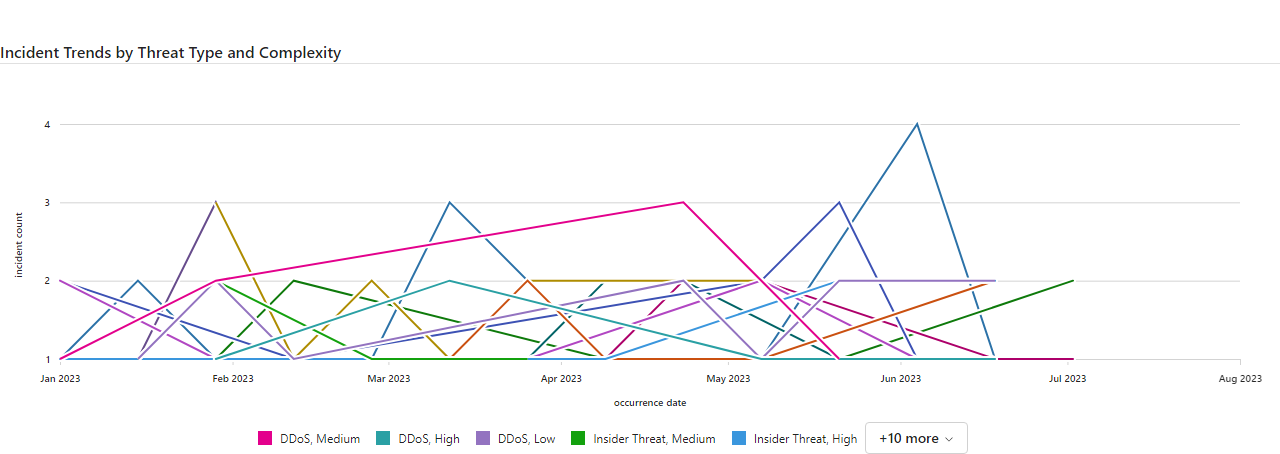 Incident Trends by Threat Type and Complexity
4
3
2
1
incident count
Jan 2023 Feb 2023 Mar 2023 Apr 2023 May 2023 Jun 2023 Jul 2023 Aug 2023
occurrence date
DDoS, Medium DDoS, High DDoS, Low Insider Threat, Medium Insider Threat, High +10 more